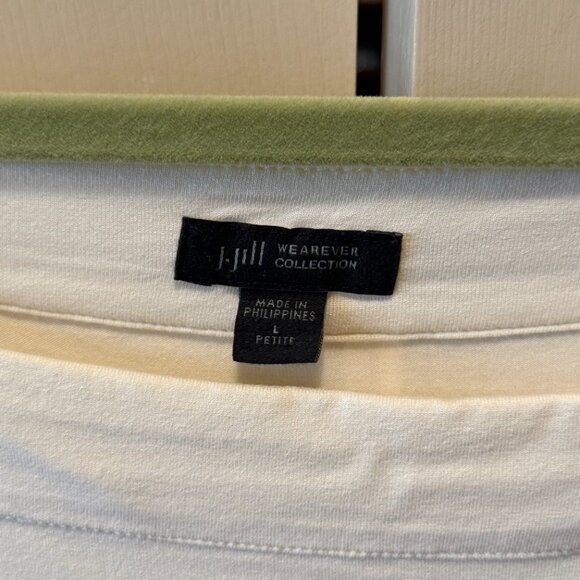 J.Jill WEAREVER
COLLECTION
MADE IN
PHILIPPINES
L
PETITE